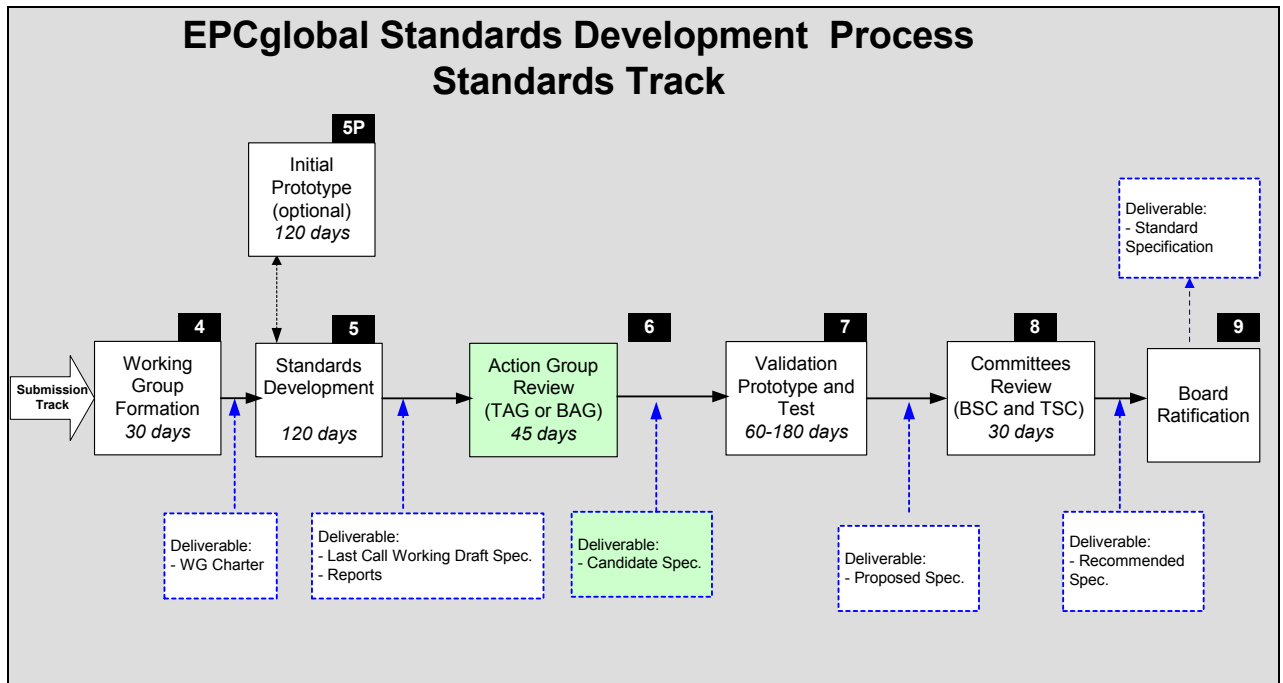 EPCglobal Standards Development Process
Standards Track
5P
Initial
Prototype
(optional)
120 days
Deliverable:
- Standard
Specification
4
5
6
7
8
9
Submission
Track
Working
Group
Formation
30 days
Standards
Development
120 days
Action Group
Review
(TAG or BAG)
45 days
Validation
Prototype and
Test
60-180 days
Committees
Review
(BSC and TSC)
30 days
Board
Ratification
Deliverable:
- WG Charter
Deliverable:
- Last Call Working Draft Spec.
- Reports
Deliverable:
- Candidate Spec.
Deliverable:
- Proposed Spec.
Deliverable:
- Recommended
Spec.